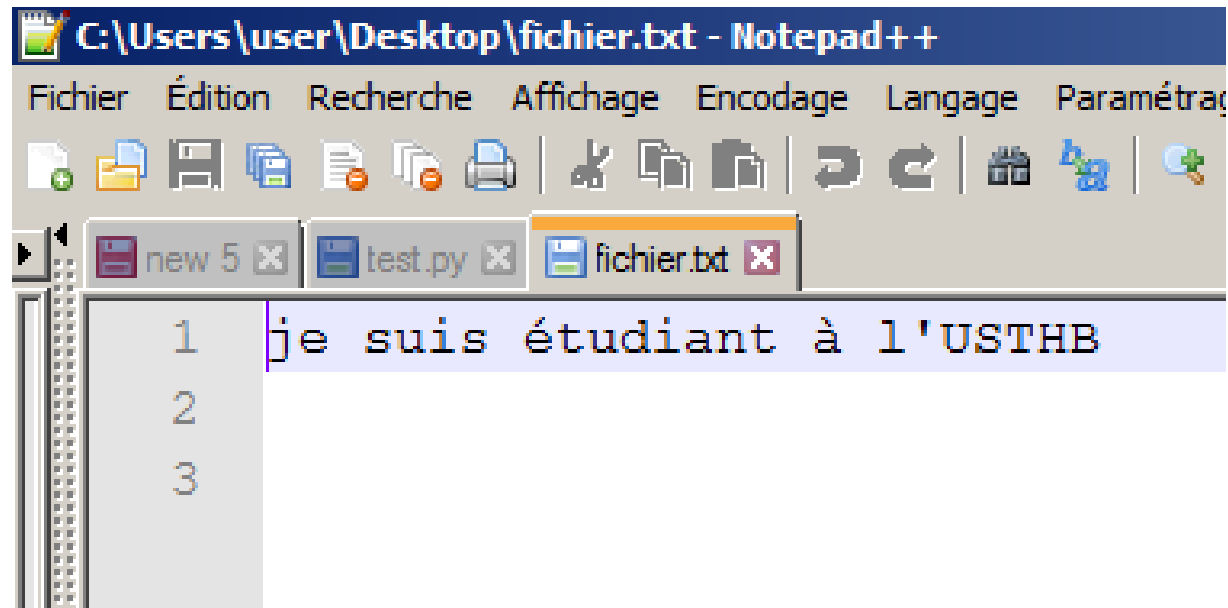 C:\Users\user\Desktop\fichier.txt - Notepad++
Fichier Édition Recherche Affichage Encodage Langage Paramétrag
new 5 test.py fichier.txt
1 je suis étudiant à l'USTHB
2
3